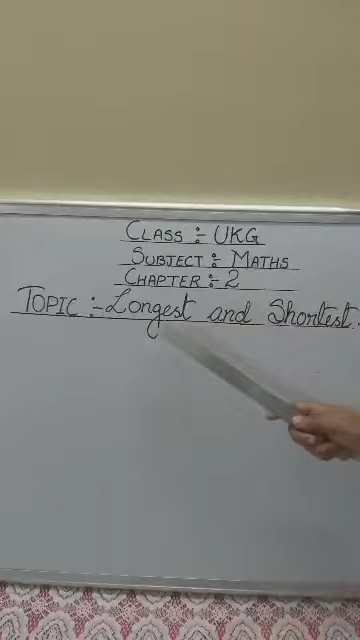 CLASS :- UKG
SUBJECT :- MATHS
CHAPTER :- 2
TOPIC :- Longest and Shortest.